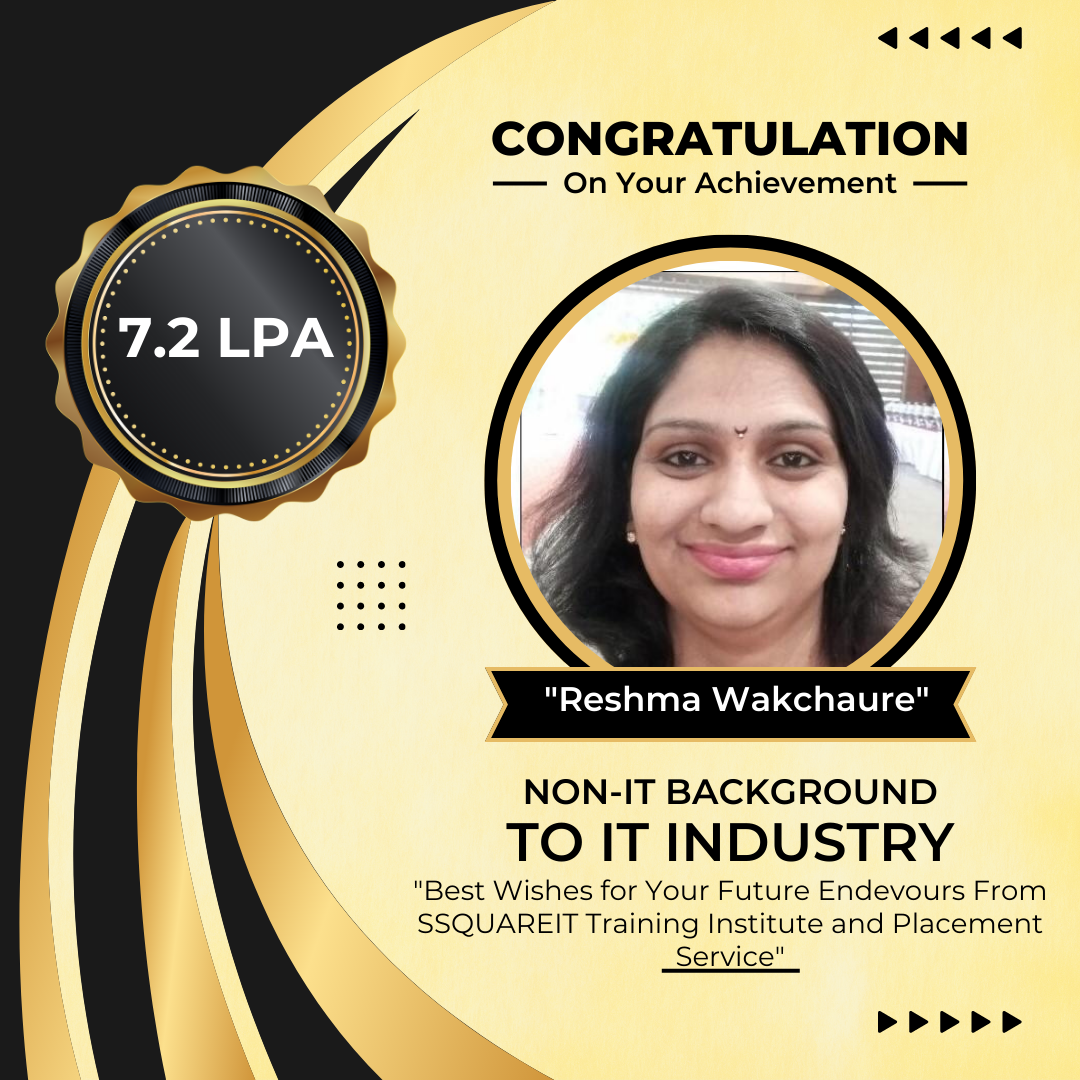 CONGRATULATION
On Your Achievement
7.2 LPA
"Reshma Wakchaure"
NON-IT BACKGROUND
TO IT INDUSTRY
"Best Wishes for Your Future Endevours From
SSQUAREIT Training Institute and Placement
Service"